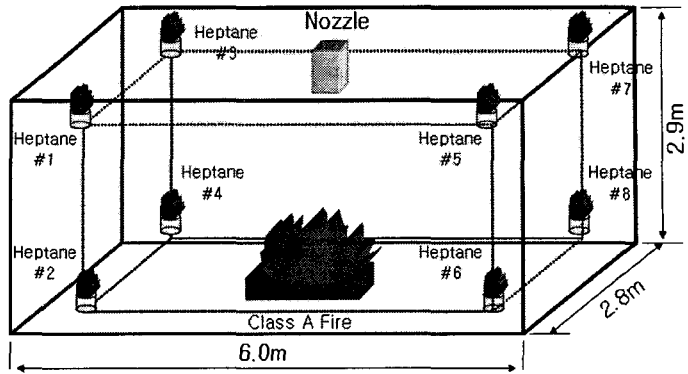 Nozzle
Heptane
#3
Heptane
#7
Heptane
#1
Heptane
#5
2.9m
Heptane
#4
Heptane
#8
Heptane
#2
Heptane
#6
Class A Fire
2.8m
6.0m